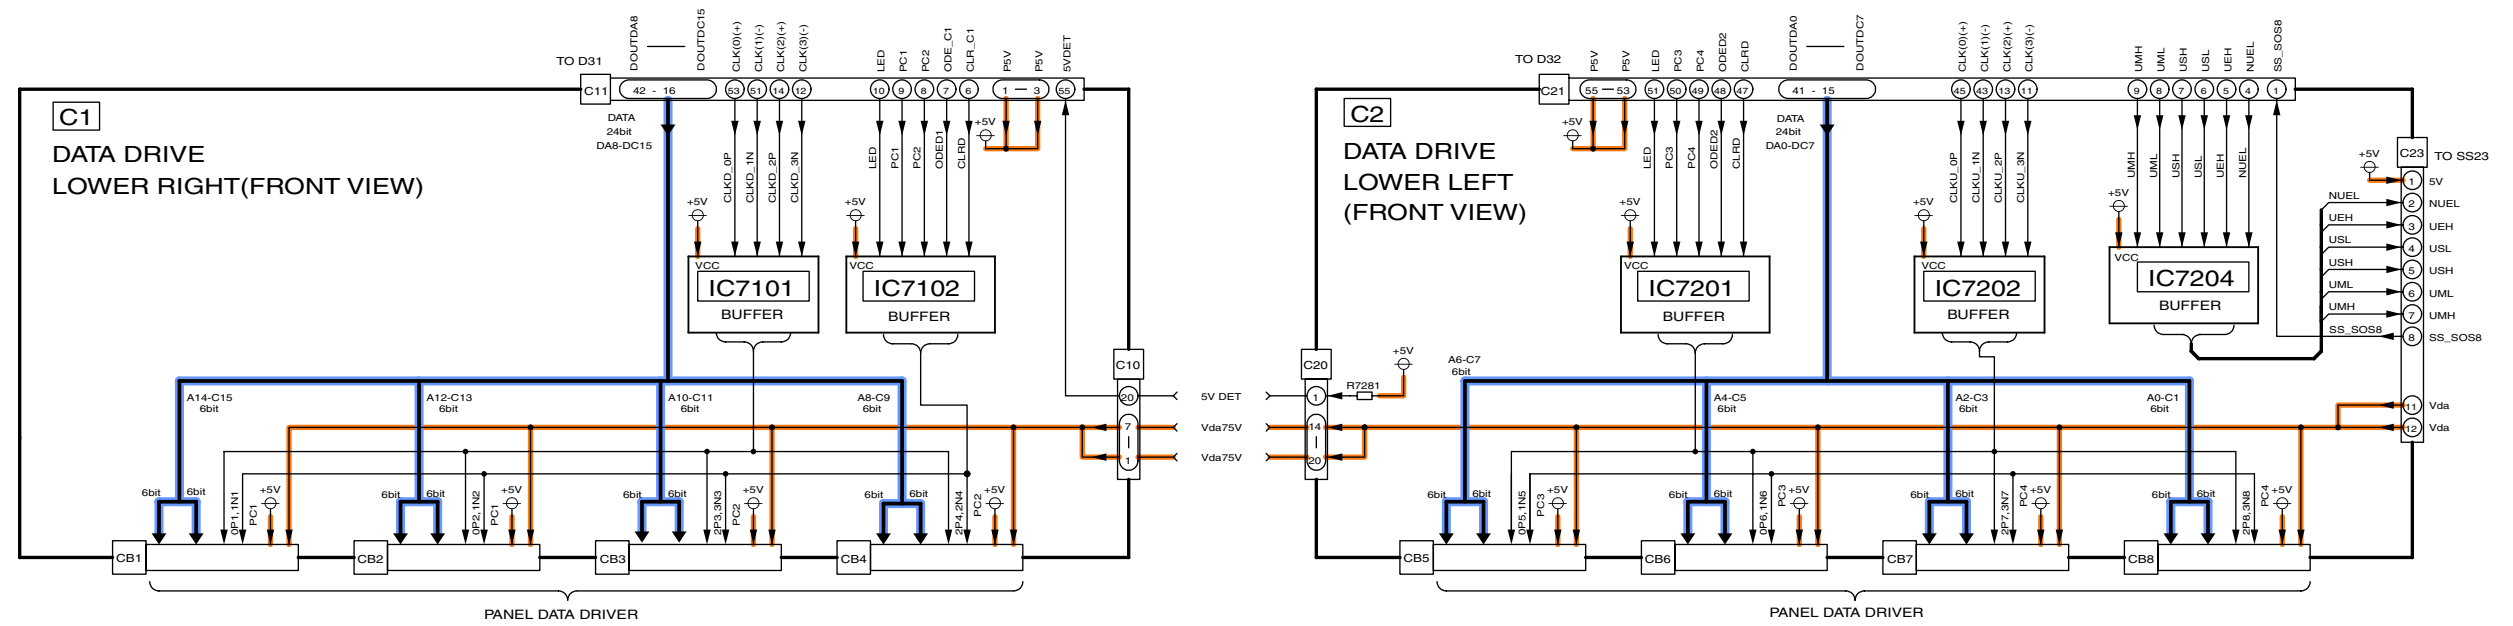 TO D31
C11
DOUTDA8
DOUTDC15
CLK(0)(+)
CLK(1)(-)
CLK(2)(+)
CLK(3)(-)
LED
PC1
PC2
ODE_C1
CLR_C1
P5V
P5V
5VDET
42 - 16
53
51
14
12
10
9
8
7
6
1 — 3
55
C1
DATA DRIVE
LOWER RIGHT(FRONT VIEW)
DATA
24bit
DA8-DC15
CLKD_0P
CLKD_1N
CLKD_2P
CLKD_3N
LED
PC1
PC2
ODED1
CLRD
+5V
+5V
VCC
IC7101
BUFFER
+5V
VCC
IC7102
BUFFER
C10
20
7
1
5V DET
Vda75V
Vda75V
A14-C15
6bit
A12-C13
6bit
A10-C11
6bit
A8-C9
6bit
6bit
6bit
0P1,1N1
PC1
+5V
6bit
6bit
0P2,1N2
PC1
+5V
6bit
6bit
2P3,3N3
PC2
+5V
6bit
6bit
2P4,2N4
PC2
+5V
CB1
CB2
CB3
CB4
PANEL DATA DRIVER
TO D32
C21
P5V
P5V
LED
PC3
PC4
ODED2
CLRD
DOUTDA0
DOUTDC7
CLK(0)(+)
CLK(1)(-)
CLK(2)(+)
CLK(3)(-)
UMH
UML
USH
USL
UEH
NUEL
SS_SOS8
55 — 53
51
50
49
48
47
41 - 15
45
43
13
11
9
8
7
6
5
4
1
C2
DATA DRIVE
LOWER LEFT
(FRONT VIEW)
+5V
LED
PC3
PC4
ODED2
CLRD
DATA
24bit
DA0-DC7
CLKU_0P
CLKU_1N
CLKU_2P
CLKU_3N
UMH
UML
USH
USL
UEH
NUEL
+5V
VCC
IC7201
BUFFER
+5V
VCC
IC7202
BUFFER
+5V
VCC
IC7204
BUFFER
C23
TO SS23
+5V
1
5V
NUEL
2
NUEL
UEH
3
UEH
USL
4
USL
USH
5
USH
UML
6
UML
UMH
7
UMH
SS_SOS8
8
SS_SOS8
11
Vda
12
Vda
C20
+5V
R7281
1
14
20
A6-C7
6bit
A4-C5
6bit
A2-C3
6bit
A0-C1
6bit
6bit
6bit
0P5,1N5
PC3
+5V
6bit
6bit
0P6,1N6
PC3
+5V
6bit
6bit
2P7,3N7
PC4
+5V
6bit
6bit
2P8,3N8
PC4
+5V
CB5
CB6
CB7
CB8
PANEL DATA DRIVER